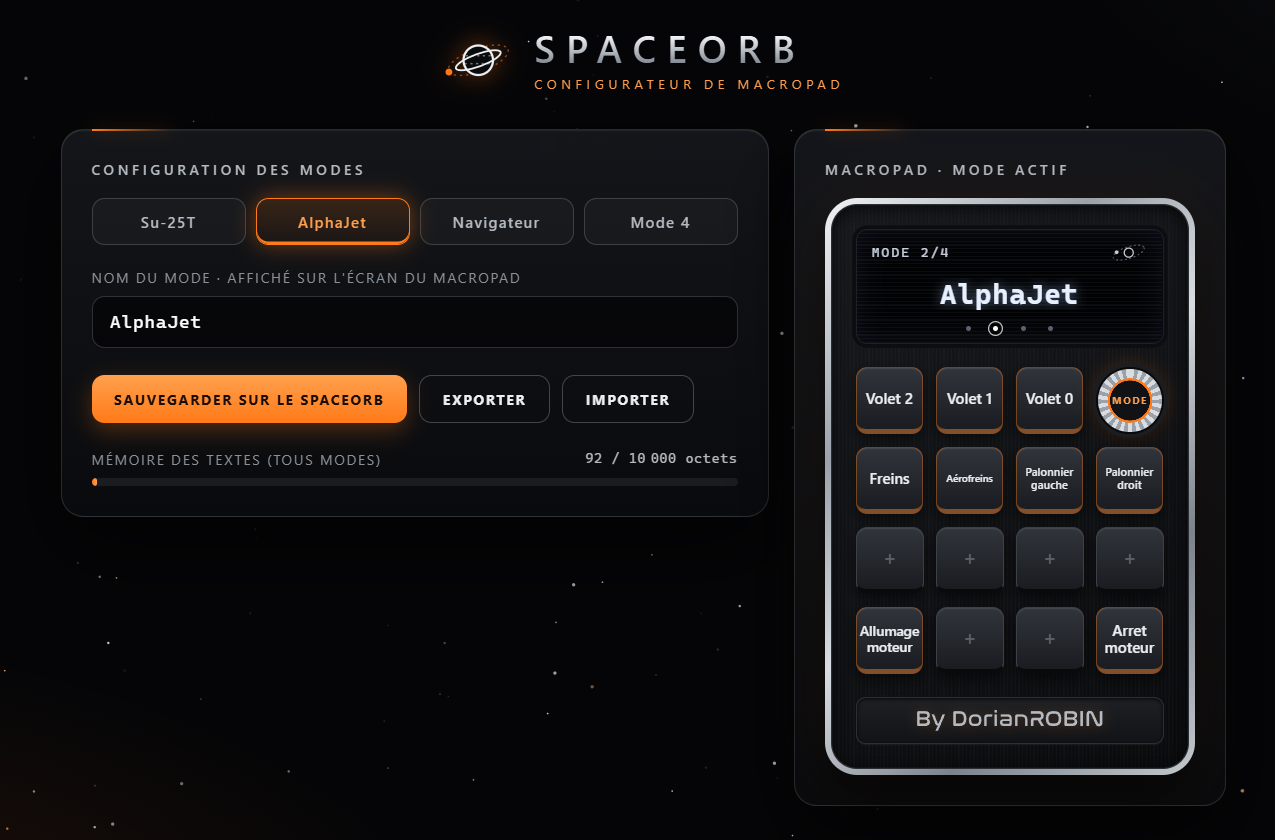 SPACEORB
CONFIGURATEUR DE MACROPAD
CONFIGURATION DES MODES
Su-25T
AlphaJet
Navigateur
Mode 4
NOM DU MODE · AFFICHÉ SUR L'ÉCRAN DU MACROPAD
AlphaJet
SAUVEGARDER SUR LE SPACEORB
EXPORTER
IMPORTER
MÉMOIRE DES TEXTES (TOUS MODES)
92 / 10 000 octets
MACROPAD · MODE ACTIF
MODE 2/4
AlphaJet
Volet 2
Volet 1
Volet 0
MODE
Freins
Aérofreins
Palonnier
gauche
Palonnier
droit
+
+
+
+
Allumage
moteur
+
+
Arret
moteur
By DorianROBIN